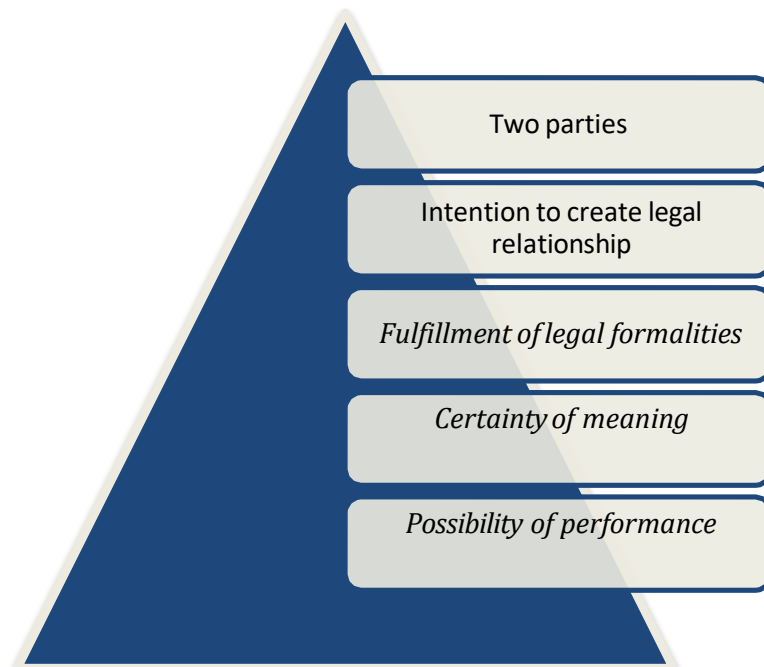 Two parties
Intention to create legal
relationship
Fulfillment of legal formalities
Certainty of meaning
Possibility of performance